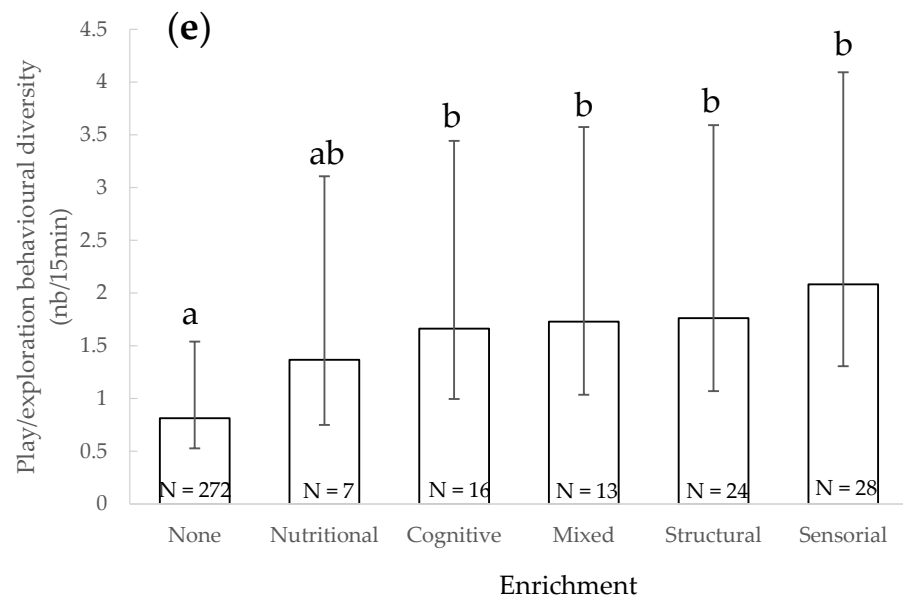 (e)
Play/exploration behavioural diversity
(nb/15min)
4.5
4
3.5
3
2.5
2
1.5
1
0.5
0
a
ab
b
b
b
b
N = 272
N = 7
N = 16
N = 13
N = 24
N = 28
None
Nutritional
Cognitive
Mixed
Structural
Sensorial
Enrichment